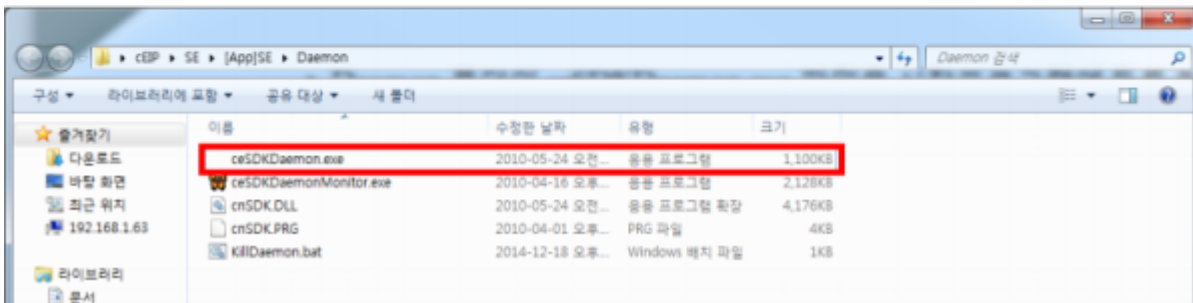 cEIP ▸ SE ▸ [App]SE ▸ Daemon
Daemon 검색
구성 라이브러리에 포함 공유 대상 새 폴더
이름 수정한 날짜 유형 크기
즐겨찾기
다운로드
바탕 화면
최근 위치
192.168.1.63
라이브러리
문서
ceSDKDaemon.exe 2010-05-24 오전... 응용 프로그램 1,100KB
ceSDKDaemonMonitor.exe 2010-04-16 오후... 응용 프로그램 2,128KB
cnSDK.DLL 2010-05-24 오전... 응용 프로그램 확장 4,176KB
cnSDK.PRG 2010-04-01 오후... PRG 파일 4KB
KillDaemon.bat 2014-12-18 오후... Windows 배치 파일 1KB